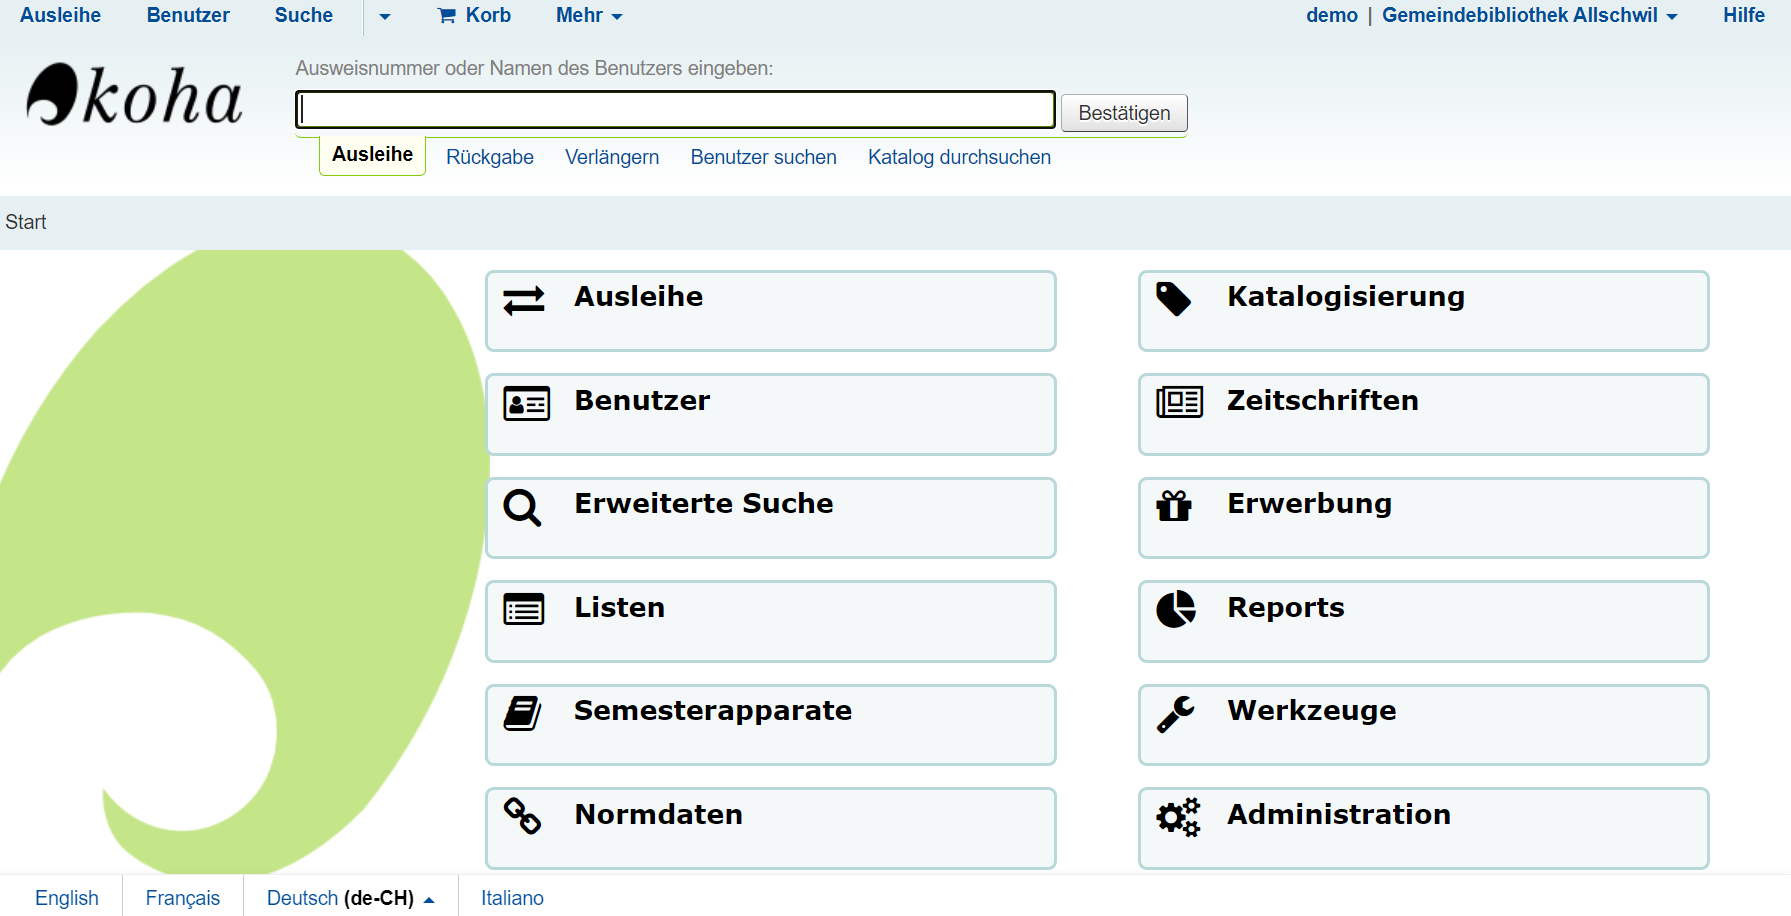 Ausleihe Benutzer Suche Korb Mehr demo | Gemeindebibliothek Allschwil Hilfe
koha
Ausweisnummer oder Namen des Benutzers eingeben:
Bestätigen
Ausleihe Rückgabe Verlängern Benutzer suchen Katalog durchsuchen
Start
Ausleihe Katalogisierung
Benutzer Zeitschriften
Erweiterte Suche Erwerbung
Listen Reports
Semesterapparate Werkzeuge
Normdaten Administration
English Français Deutsch (de-CH) Italiano